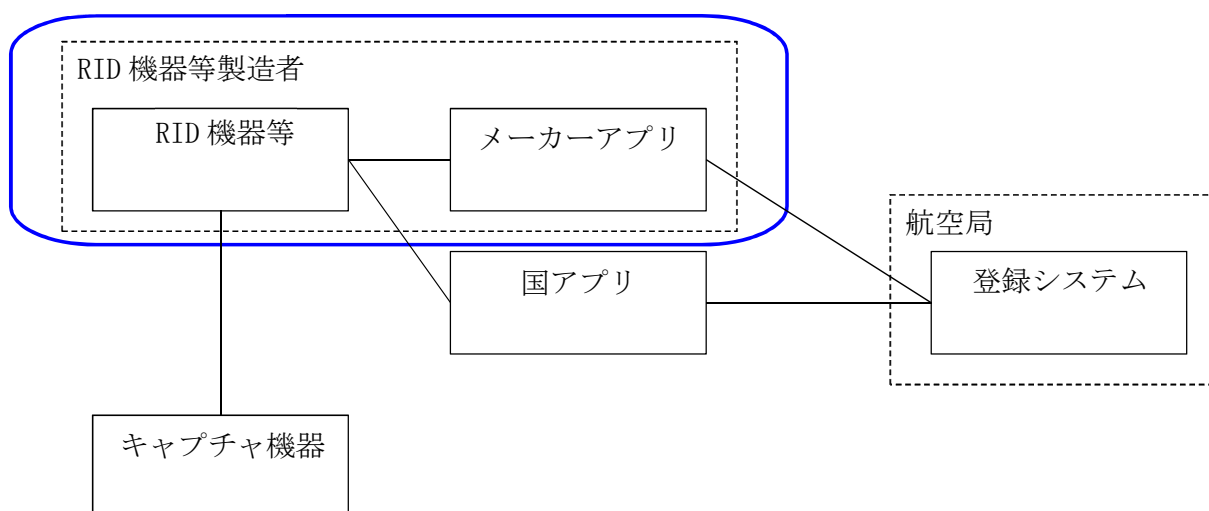 RID 機器等製造者
RID 機器等
メーカーアプリ
航空局
国アプリ
登録システム
キャプチャ機器